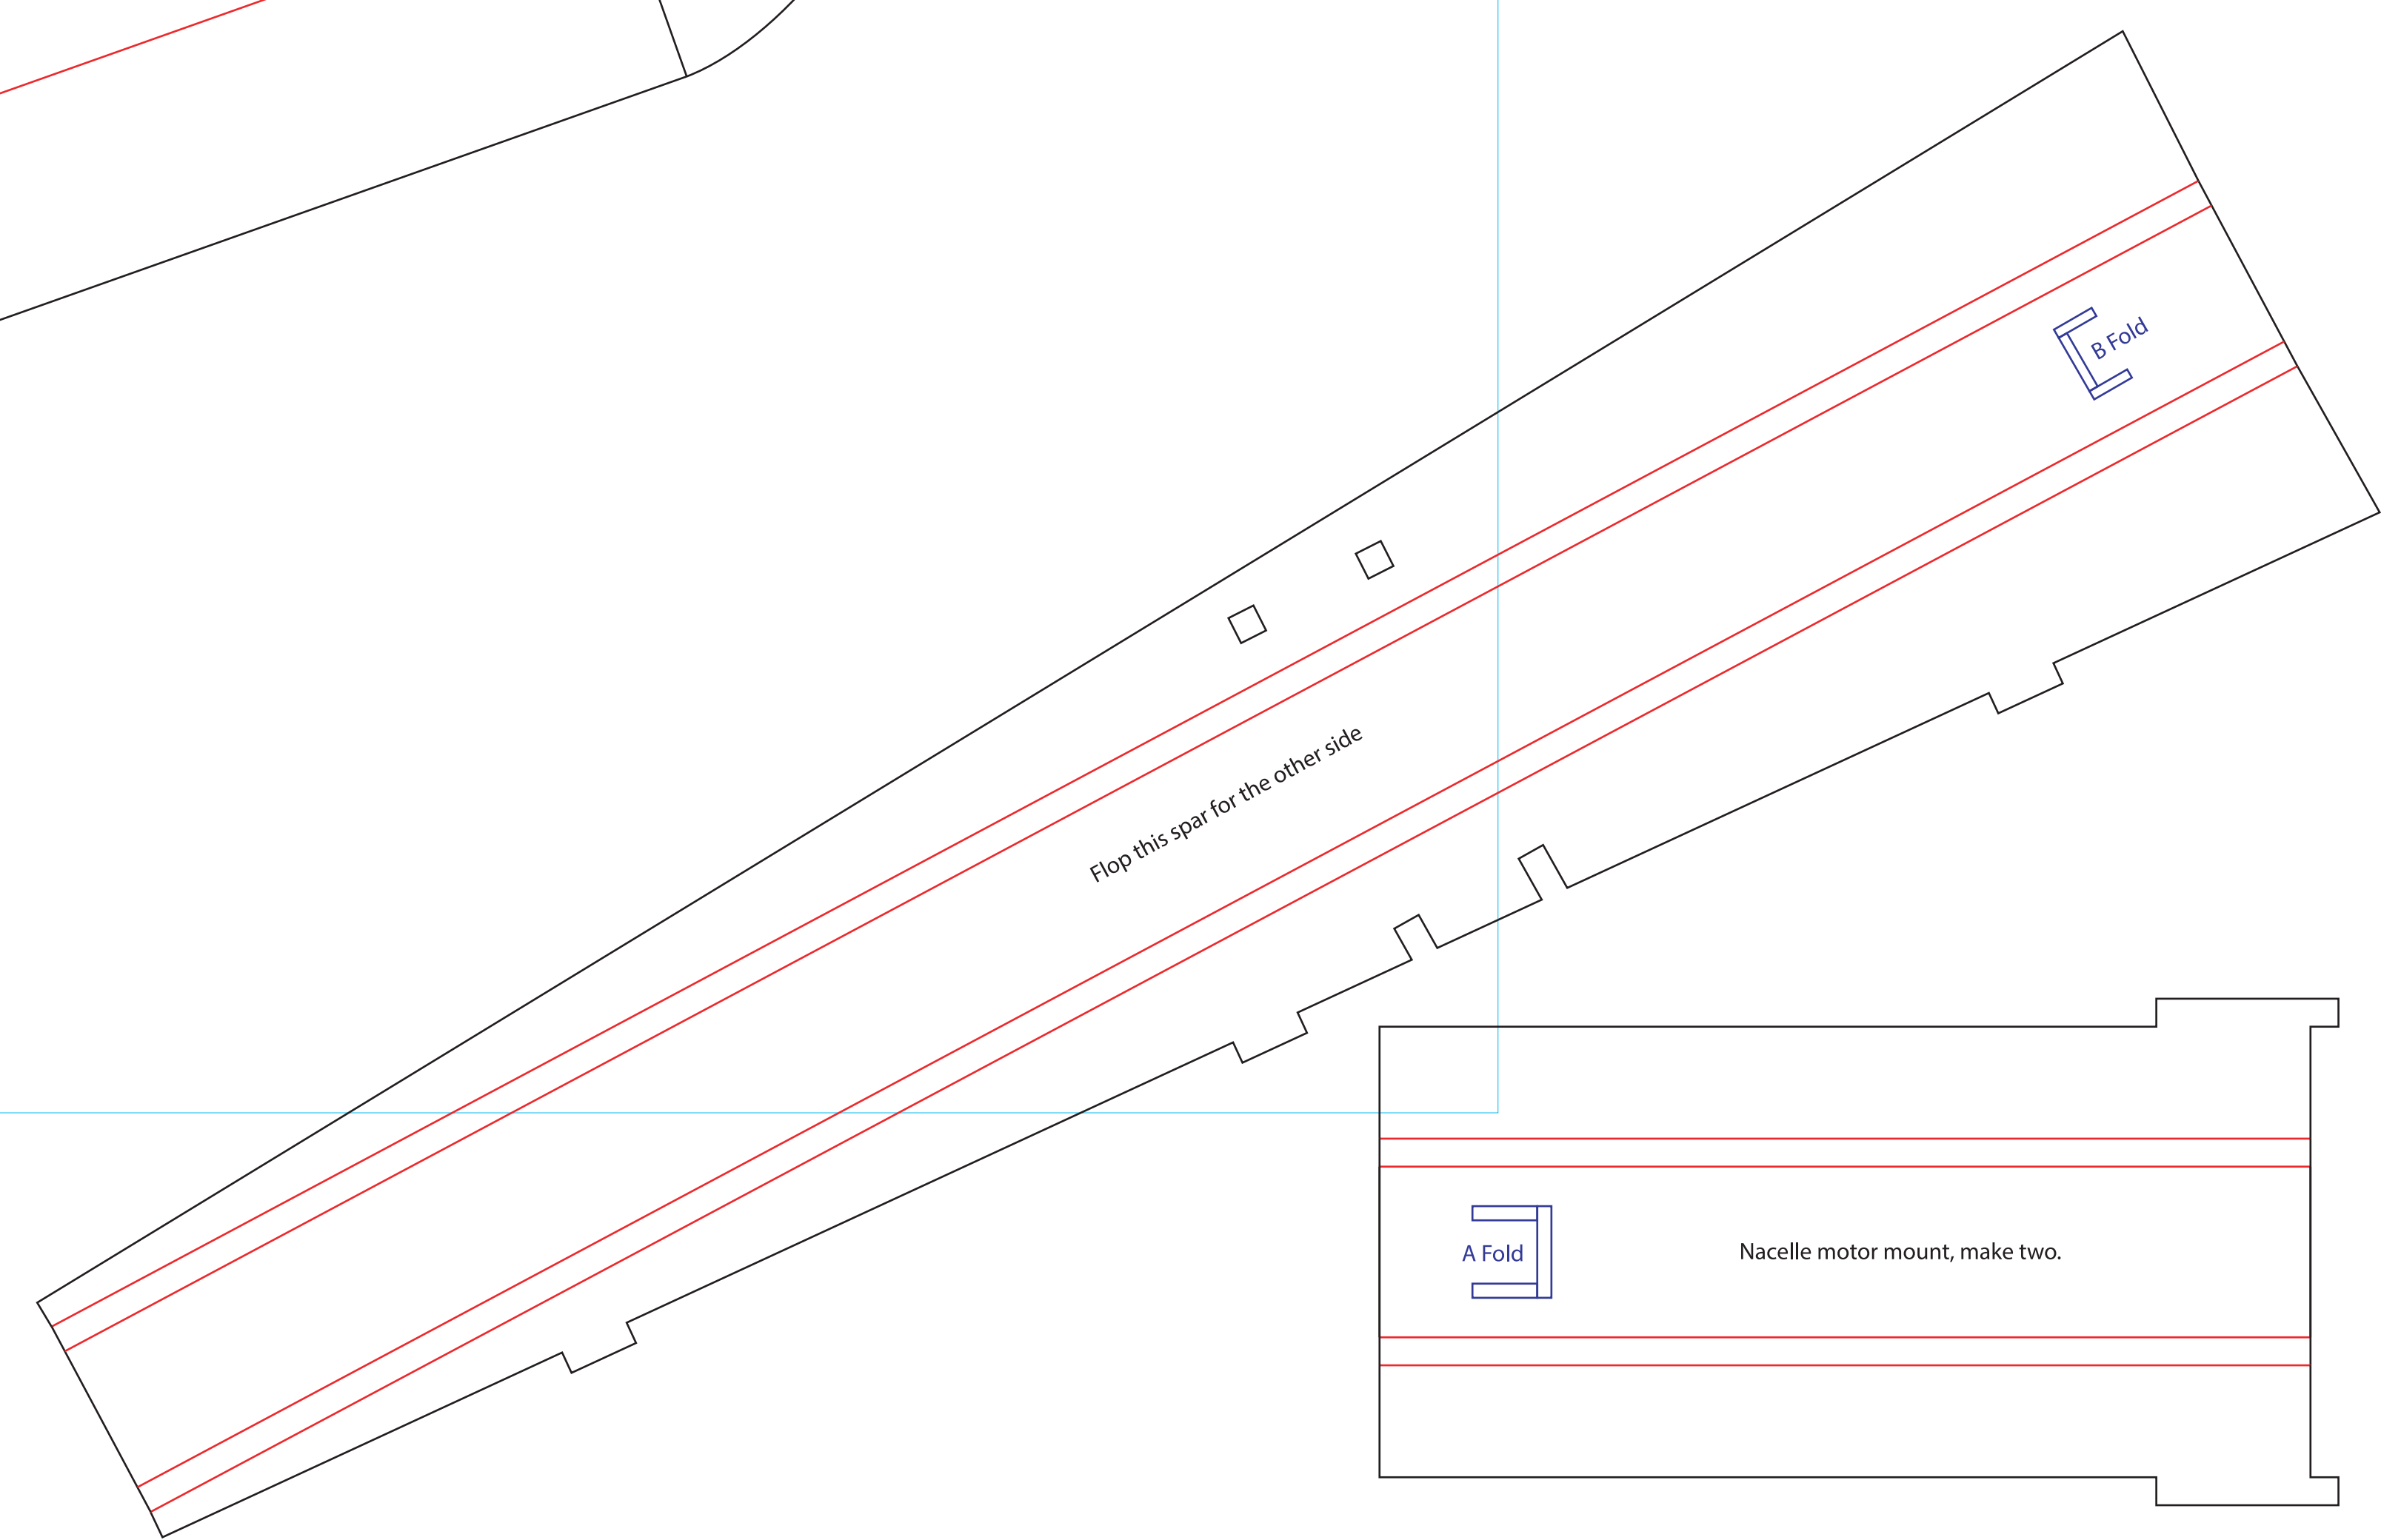 B Fold
Flop this spar for the other side
A Fold
Nacelle motor mount, make two.